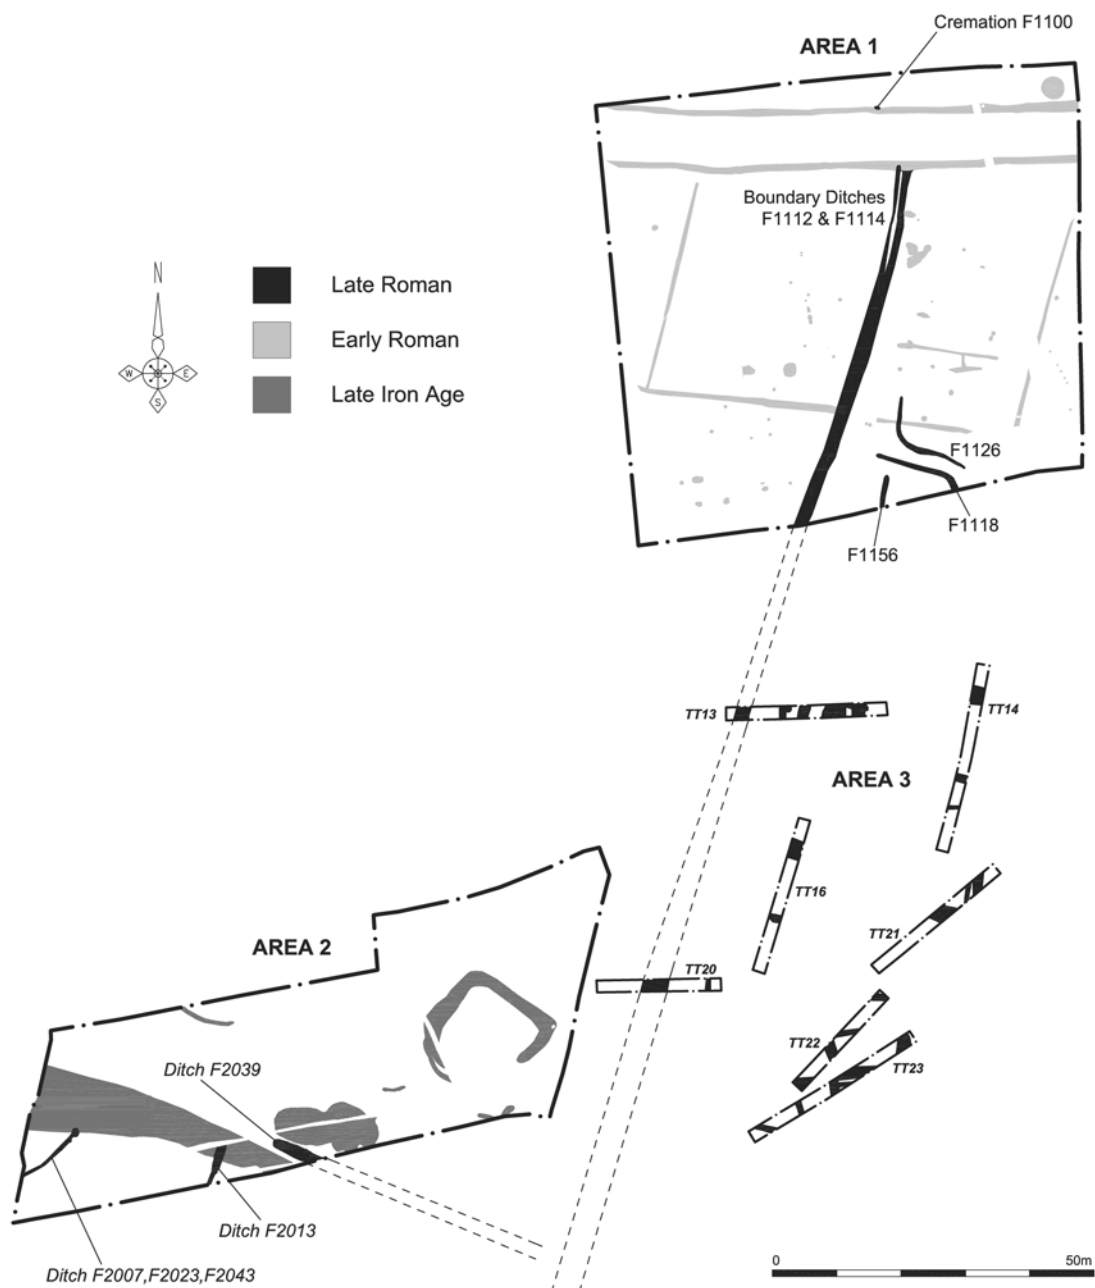 Cremation F1100
AREA 1
Boundary Ditches
F1112 & F1114
N
W
E
S
Late Roman
Early Roman
Late Iron Age
F1126
F1118
F1156
TT13
TT14
AREA 3
TT16
TT21
AREA 2
TT20
TT22
TT23
Ditch F2039
Ditch F2013
Ditch F2007,F2023,F2043
0
50m